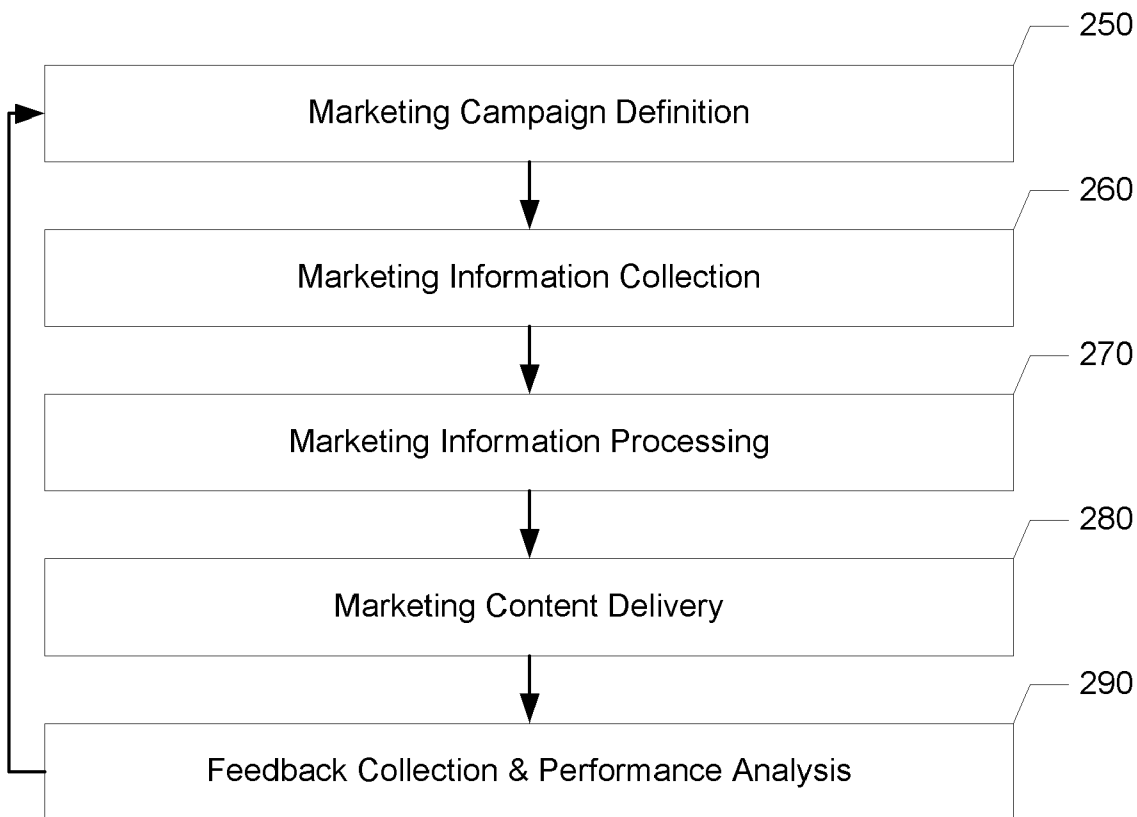 250
Marketing Campaign Definition
260
Marketing Information Collection
270
Marketing Information Processing
280
Marketing Content Delivery
290
Feedback Collection & Performance Analysis